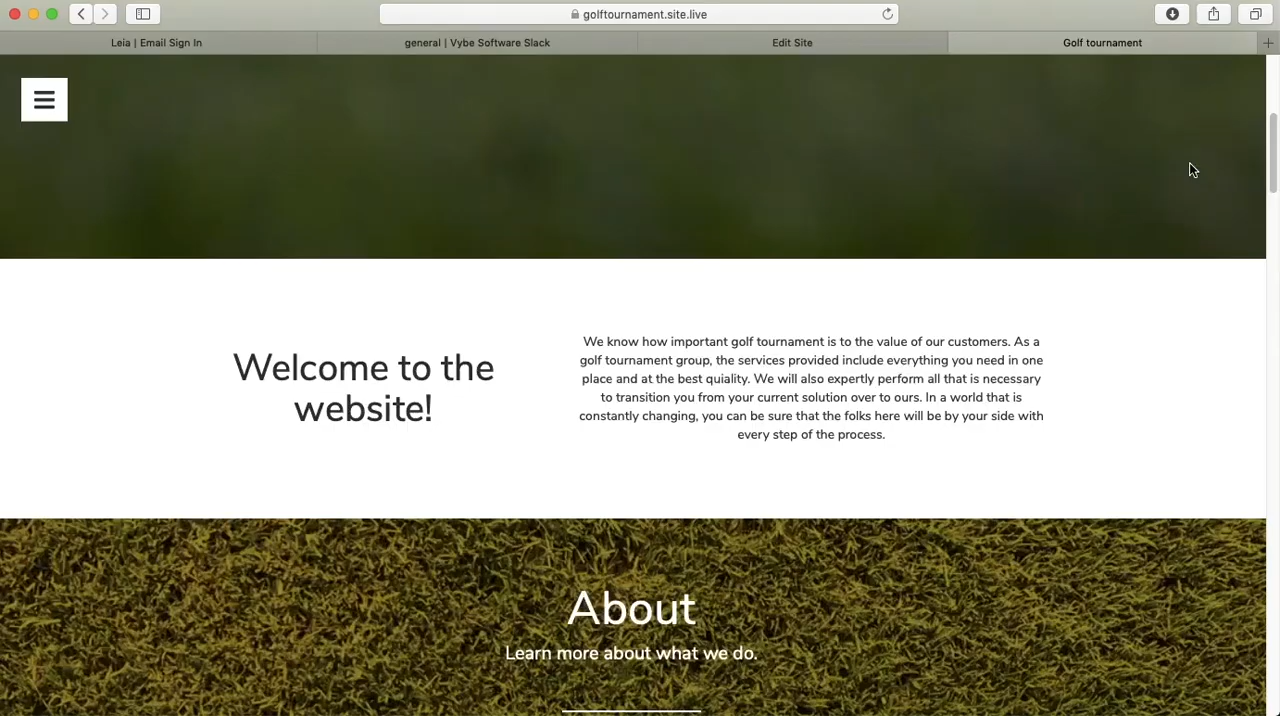 golftournament.site.live
Leia | Email Sign In
general | Vybe Software Slack
Edit Site
Golf tournament
Welcome to the
website!
We know how important golf tournament is to the value of our customers. As a
golf tournament group, the services provided include everything you need in one
place and at the best quiality. We will also expertly perform all that is necessary
to transition you from your current solution over to ours. In a world that is
constantly changing, you can be sure that the folks here will be by your side with
every step of the process.
About
Learn more about what we do.